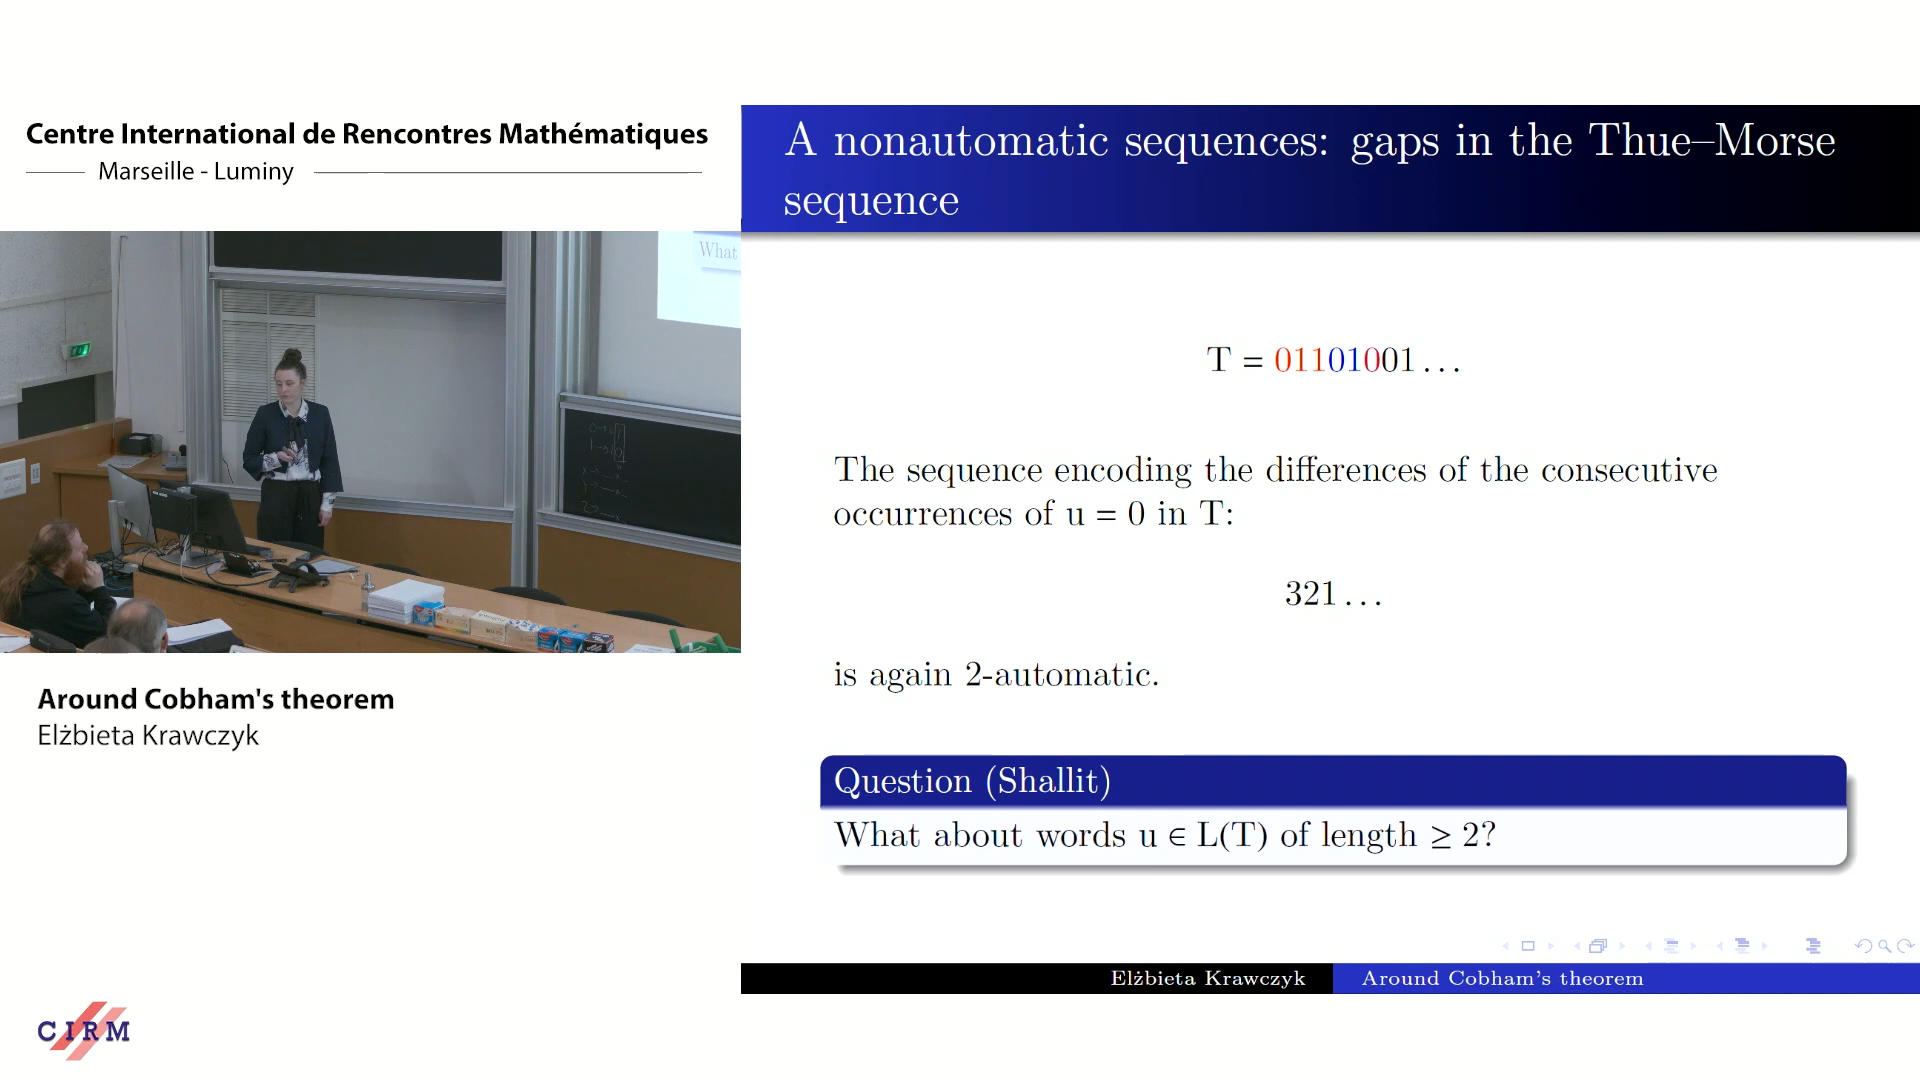 Centre International de Rencontres Mathématiques
Marseille - Luminy
What
Around Cobham's theorem
Elżbieta Krawczyk
CIRM
A nonautomatic sequences: gaps in the Thue–Morse
sequence
T = 01101001...
The sequence encoding the differences of the consecutive
occurrences of u = 0 in T:
321...
is again 2-automatic.
Question (Shallit)
What about words u ∈ L(T) of length ≥ 2?
Elżbieta Krawczyk
Around Cobham's theorem